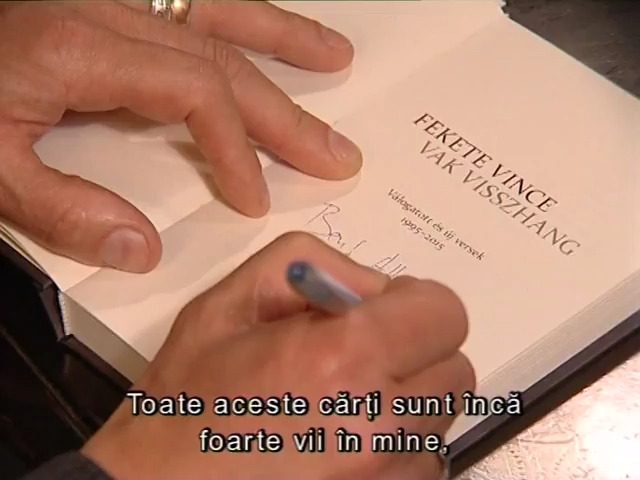 FEKETE VINCE
VAK VISSZHANG
Válogatott és új versek
1995-2015
Toate aceste cărți sunt încă
foarte vii în mine,